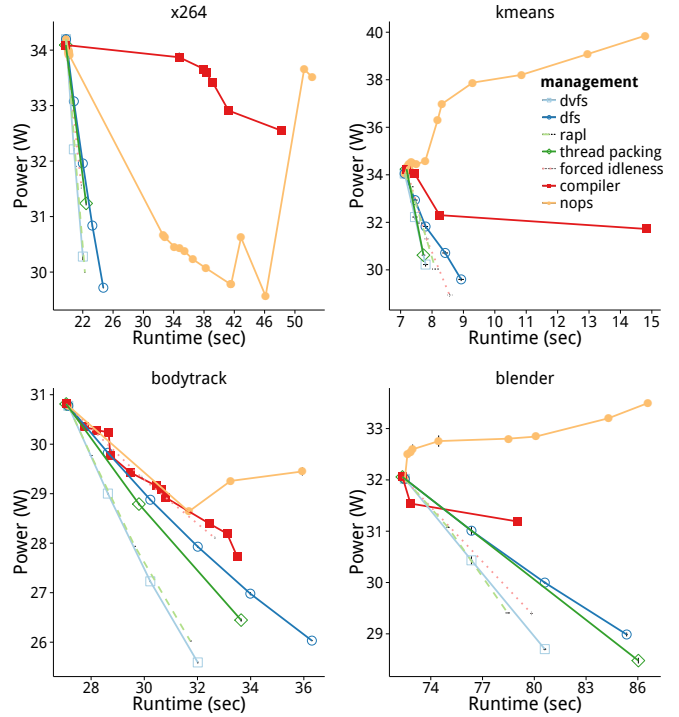 x264
34
33
32
31
30
Power (W)
22 26 30 34 38 42 46 50
Runtime (sec)
kmeans
40
38
36
34
32
30
Power (W)
management
dvfs
dfs
rapl
thread packing
forced idleness
compiler
nops
7 8 9 10 11 12 13 14 15
Runtime (sec)
bodytrack
31
30
29
28
27
26
Power (W)
28 30 32 34 36
Runtime (sec)
blender
33
32
31
30
29
Power (W)
74 77 80 83 86
Runtime (sec)